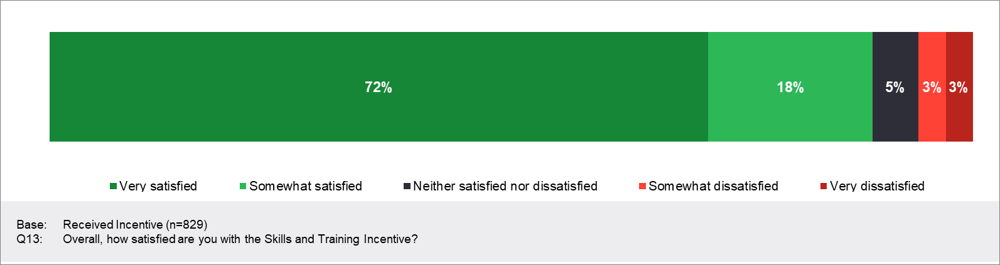 72% 18% 5% 3% 3%
Very satisfied Somewhat satisfied Neither satisfied nor dissatisfied Somewhat dissatisfied Very dissatisfied
Base: Received Incentive (n=829)
Q13: Overall, how satisfied are you with the Skills and Training Incentive?